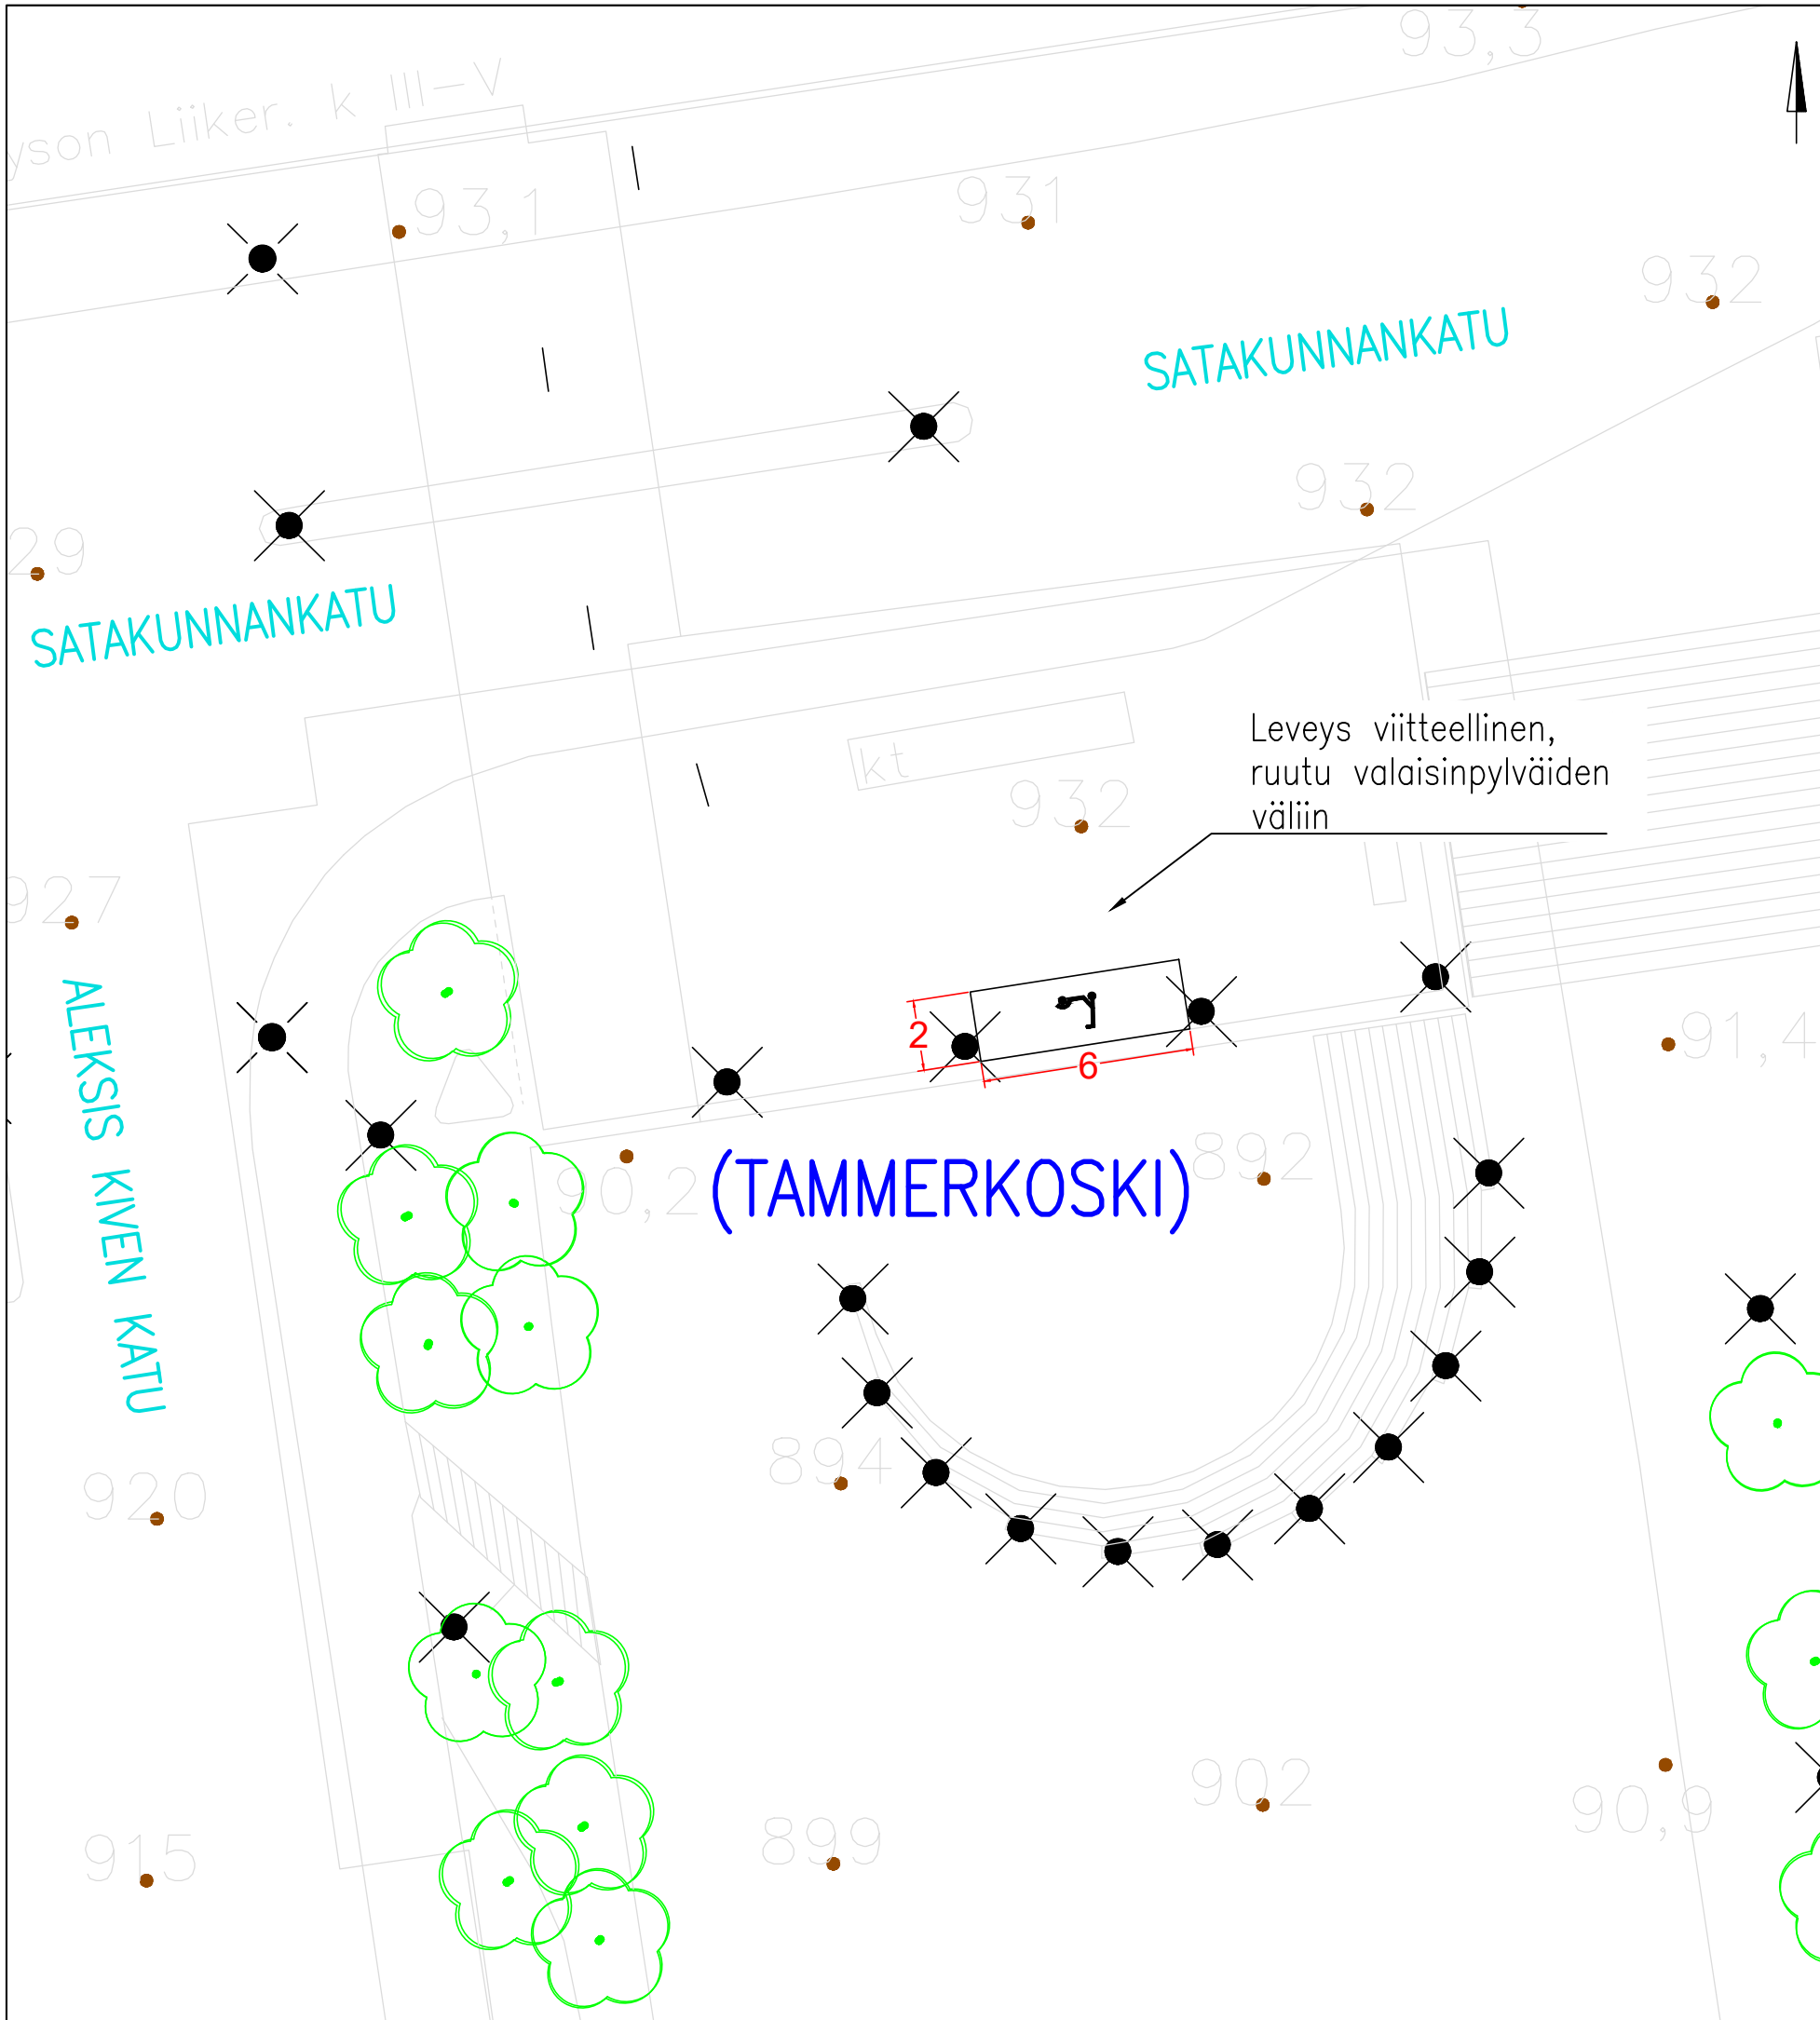 93,3
yson Liiker. k III-V
93,1
931
932
SATAKUNNANKATU
932
29
SATAKUNNANKATU
Leveys viitteellinen,
ruutu valaisinpylväiden
väliin
kt
932
927
ALEKSIS KIVEN KATU
2
6
91,4
(TAMMERKOSKI)
892
90,2
894
920
902
90,9
899
915